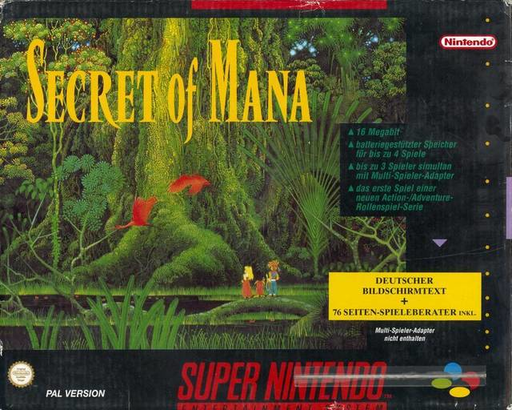 Nintendo
SECRET of MANA
16 Megabit
batteriegestützter Speicher
für bis zu 4 Spiele
bis zu 3 Spieler simultan
mit Multi-Spieler-Adapter
das erste Spiel einer
neuen Action-/Adventure-
Rollenspiel-Serie
DEUTSCHER
BILDSCHIRMTEXT
+
76 SEITEN-SPIELEBERATER INKL.
Multi-Spieler-Adapter
nicht enthalten
PAL VERSION
SUPER NINTENDO
ENTERTAINMENT SYSTEM